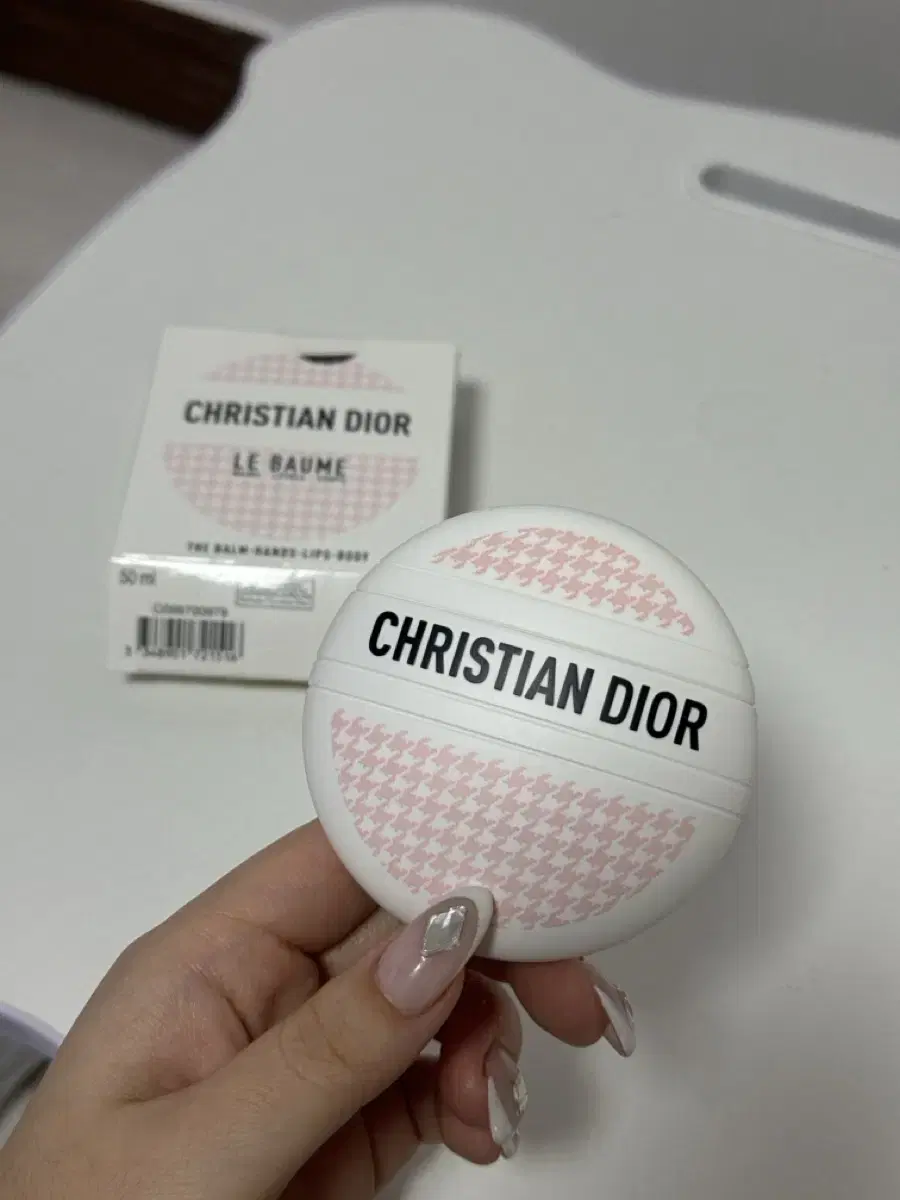 CHRISTIAN DIOR
LE BAUME
THE BALM-HANDS-LIPS-BODY
50 ml
CHRISTIAN DIOR